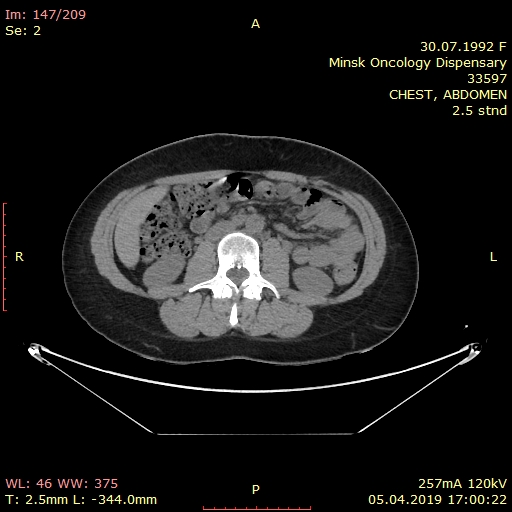 Im: 147/209
Se: 2
A
30.07.1992 F
Minsk Oncology Dispensary
33597
CHEST, ABDOMEN
2.5 stnd
R
L
WL: 46 WW: 375
T: 2.5mm L: -344.0mm
P
257mA 120kV
05.04.2019 17:00:22